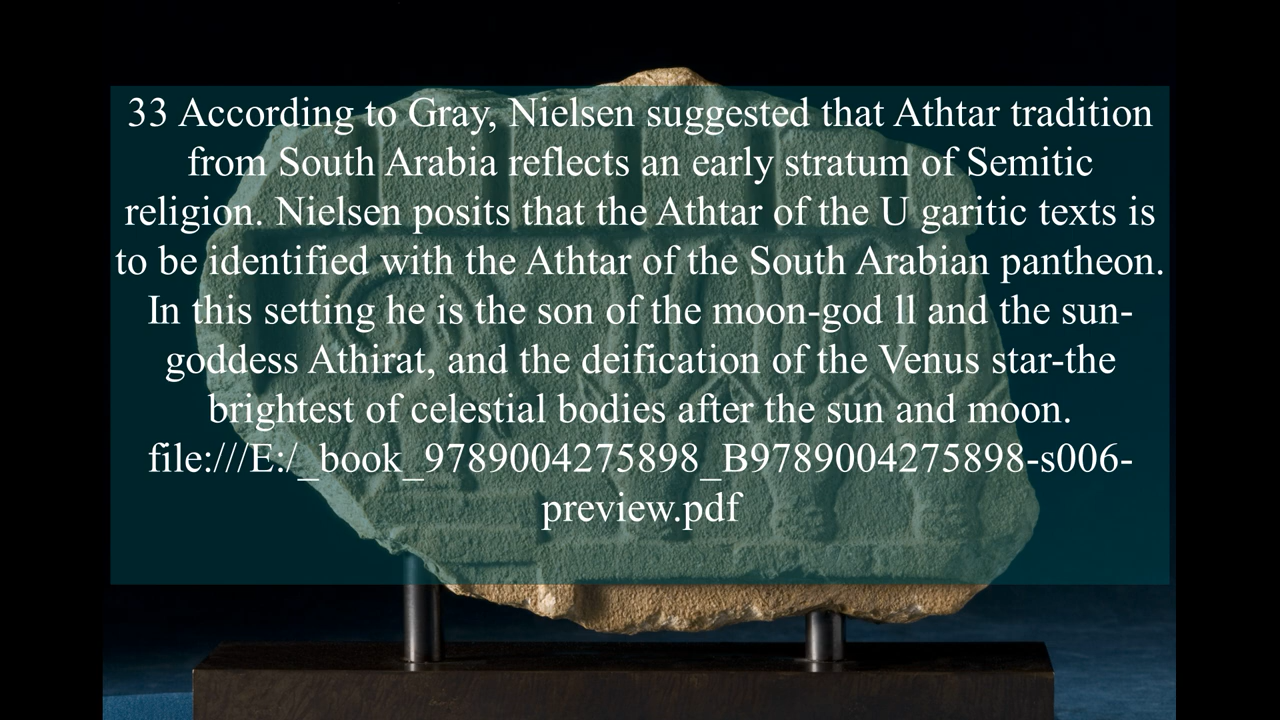 33 According to Gray, Nielsen suggested that Athtar tradition
from South Arabia reflects an early stratum of Semitic
religion. Nielsen posits that the Athtar of the U garitic texts is
to be identified with the Athtar of the South Arabian pantheon.
In this setting he is the son of the moon-god ll and the sun-
goddess Athirat, and the deification of the Venus star-the
brightest of celestial bodies after the sun and moon.
file:///E:/_book_9789004275898_B9789004275898-s006-
preview.pdf